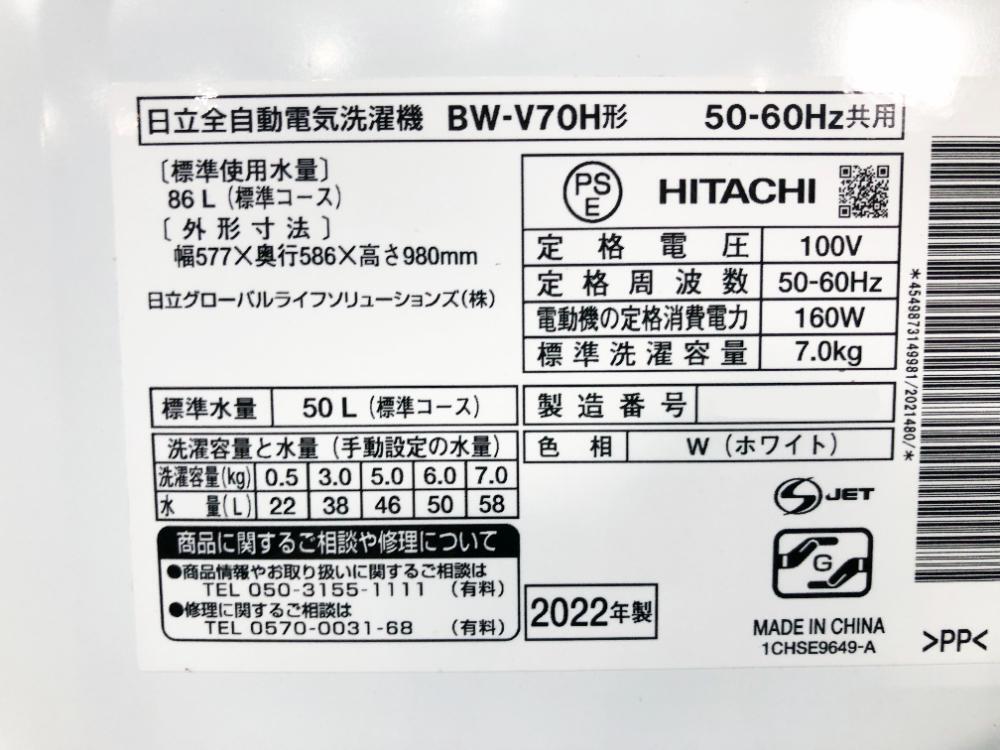 日立全自動電気洗濯機 BW-V70H形 50-60Hz共用
〔標準使用水量〕
86 L（標準コース）
〔外形寸法〕
幅577×奥行586×高さ980mm
日立グローバルライフソリューションズ（株）
PS
E
HITACHI
定格電圧 100V
定格周波数 50-60Hz
電動機の定格消費電力 160W
標準洗濯容量 7.0kg
標準水量 50 L（標準コース）
洗濯容量と水量（手動設定の水量）
洗濯容量(kg) 0.5 3.0 5.0 6.0 7.0
水量(L) 22 38 46 50 58
製造番号
色相 W（ホワイト）
商品に関するご相談や修理について
●商品情報やお取り扱いに関するご相談は
TEL 050-3155-1111 （有料）
●修理に関するご相談は
TEL 0570-0031-68 （有料）
2022年製
S JET
G
MADE IN CHINA
1CHSE9649-A
*4549873149981/2021480/*
>PP<